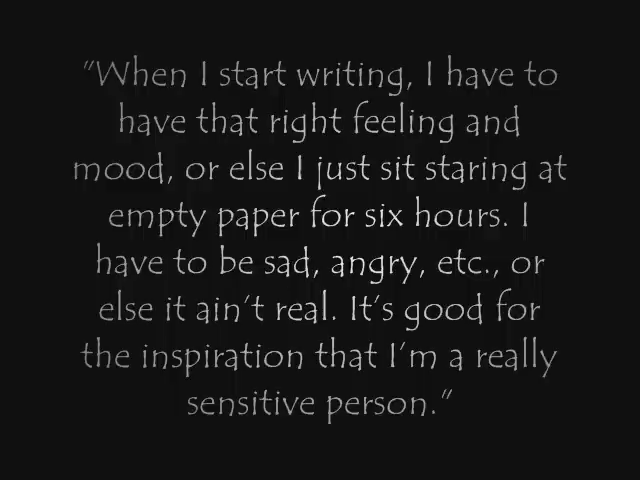 "When I start writing, I have to
have that right feeling and
mood, or else I just sit staring at
empty paper for six hours. I
have to be sad, angry, etc., or
else it ain't real. It's good for
the inspiration that I'm a really
sensitive person."